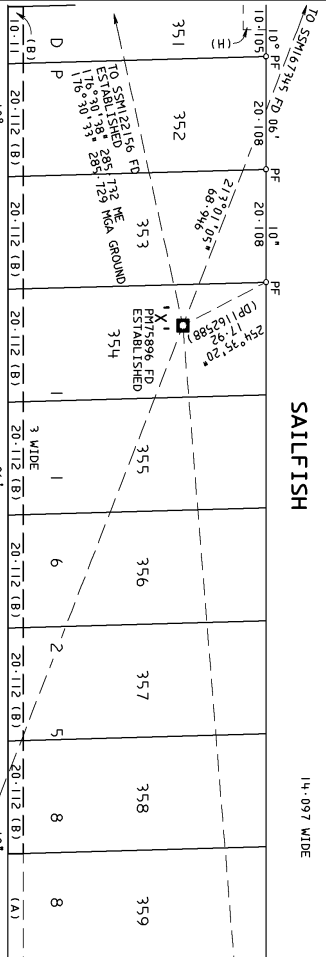 SAILFISH
14·097 WIDE
TO SSM167345 FD
10° 06' 10"
10·105
PF
20·108
PF
20·108
PF
(H)
213°01'05"
68·946
254°35'20"
17·92
(DP1162588)
351
352
353
354
355
356
357
358
359
'X'
PM75896 FD
ESTABLISHED
TO SSM122156 FD
ESTABLISHED
176°30'38" 285·732 ME
176°30'33" 285·729 MGA GROUND
D P 1 1 6 2 5 8 8
3 WIDE
(B)
10·11
20·112 (B)
20·112 (B)
20·112 (B)
20·112 (B)
20·112 (B)
20·112 (B)
20·112 (B)
20·112 (B)
(A)